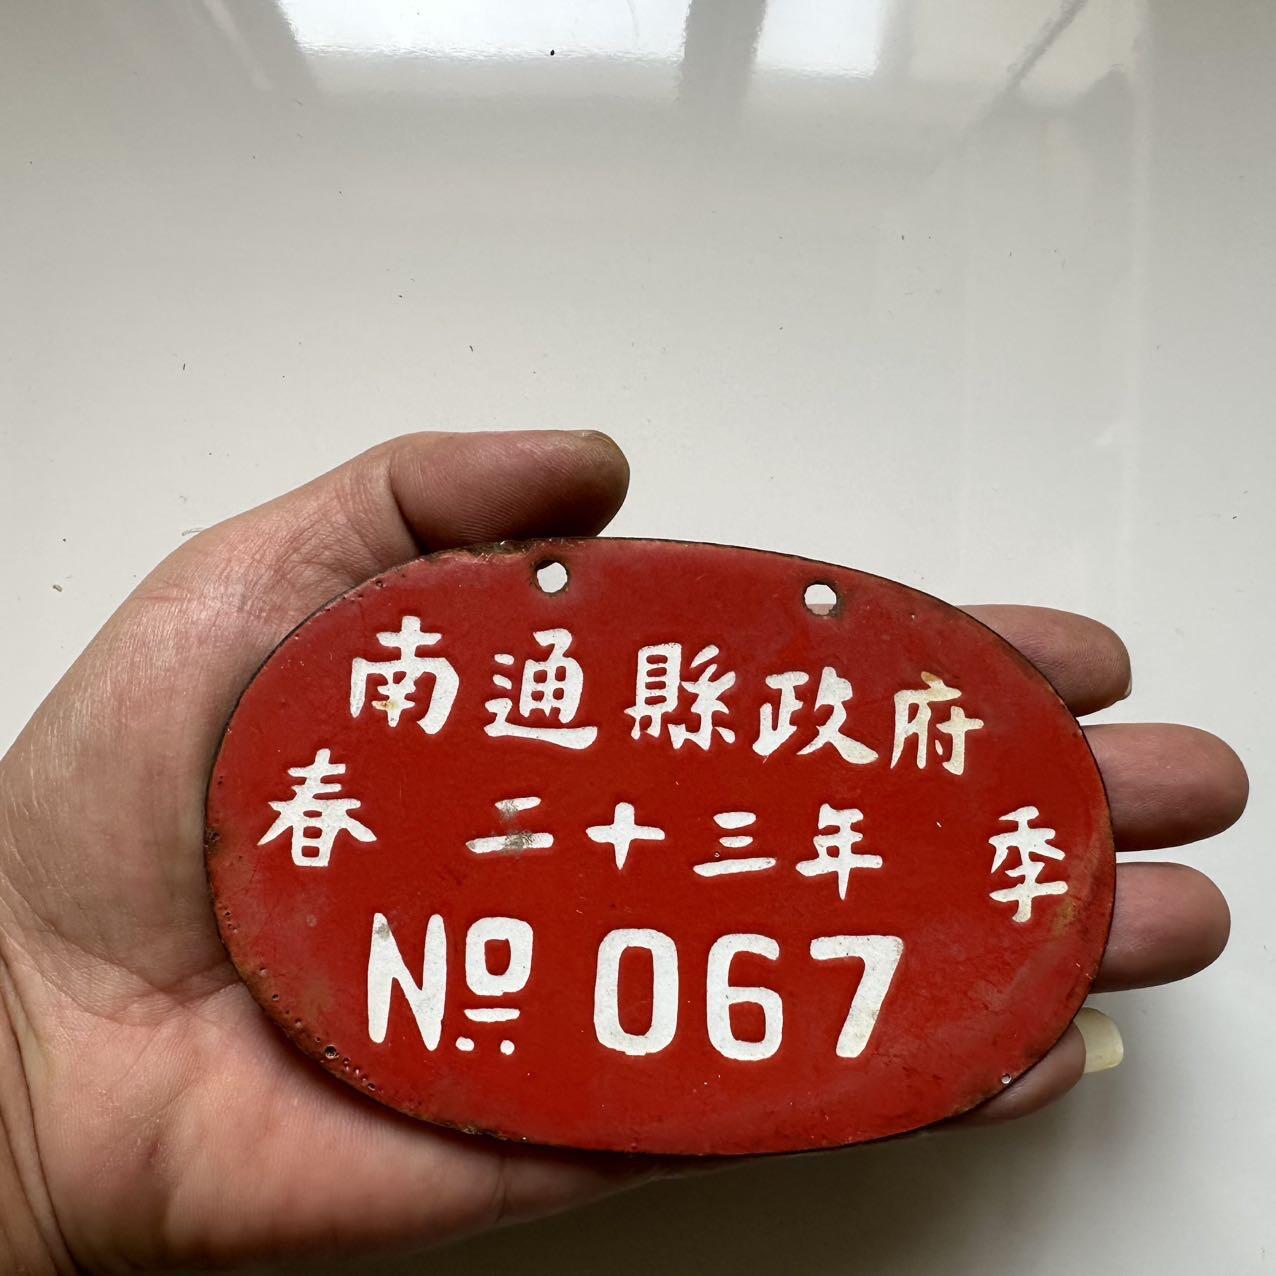 南通縣政府
春 二十三年 季
№ 067